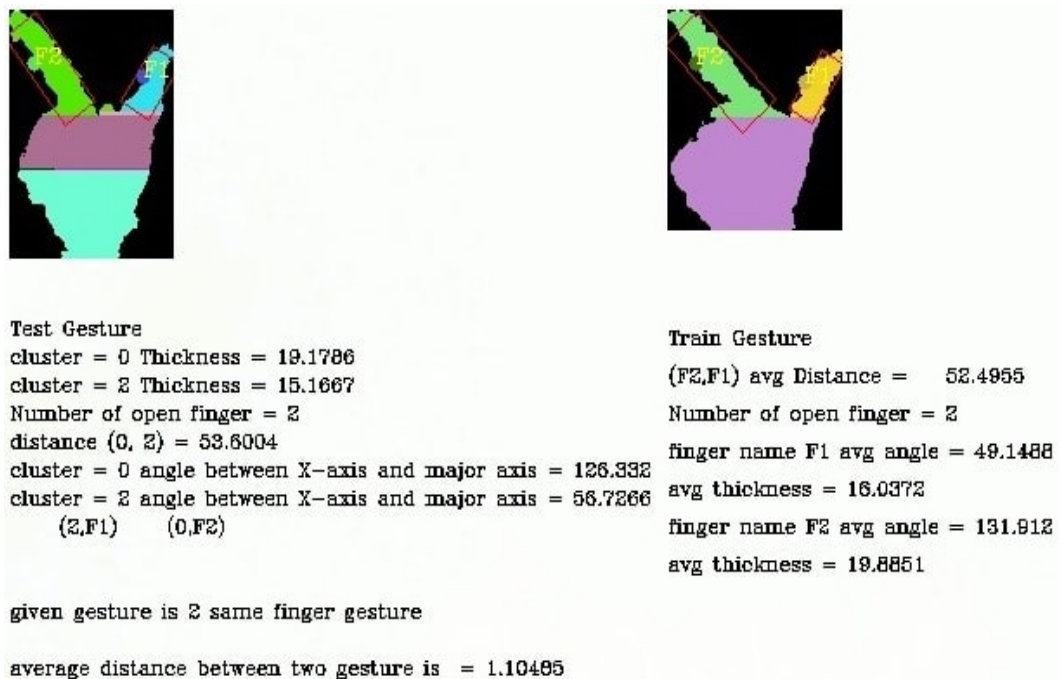 F2
F1
F2
F1
Test Gesture
cluster = 0 Thickness = 19.1786
cluster = 2 Thickness = 15.1667
Number of open finger = 2
distance (0, 2) = 53.6004
cluster = 0 angle between X-axis and major axis = 126.332
cluster = 2 angle between X-axis and major axis = 56.7266
(2,F1) (0,F2)
given gesture is 2 same finger gesture
average distance between two gesture is = 1.10485
Train Gesture
(F2,F1) avg Distance = 52.4955
Number of open finger = 2
finger name F1 avg angle = 49.1488
avg thickness = 16.0372
finger name F2 avg angle = 131.912
avg thickness = 19.8851